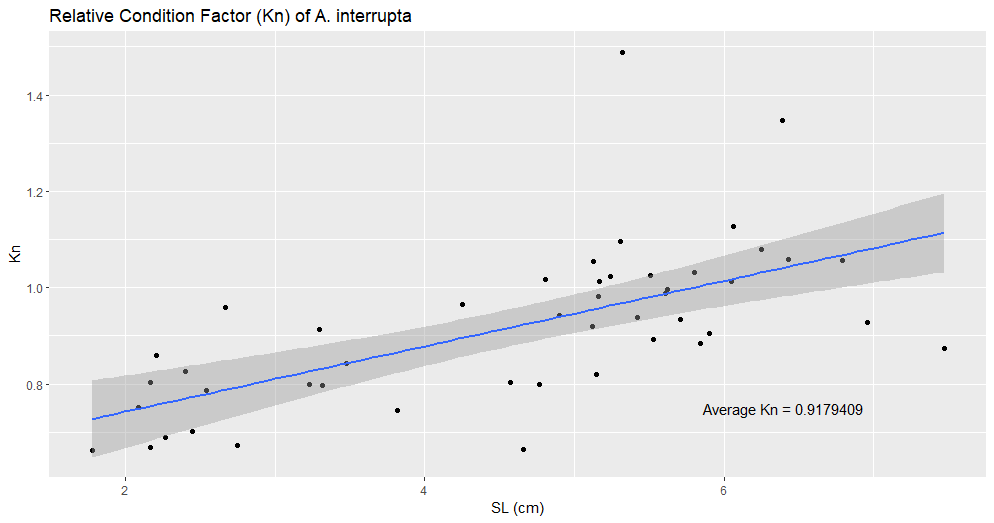 Relative Condition Factor (Kn) of A. interrupta
1.4
1.2
1.0
0.8
Kn
Average Kn = 0.9179409
2 4 6
SL (cm)